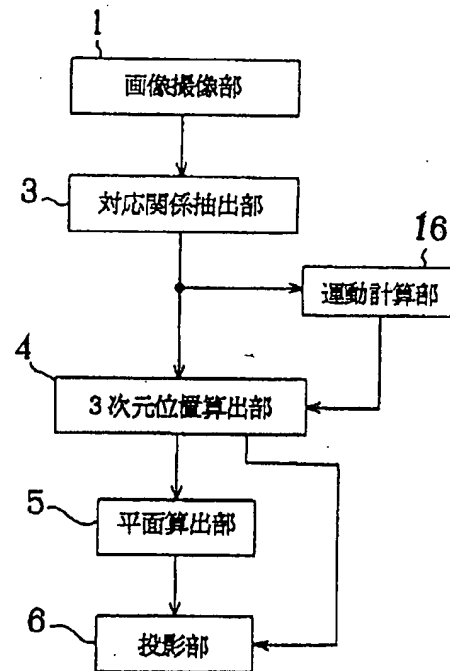 1
画像撮像部
3
対応関係抽出部
16
運動計算部
4
3次元位置算出部
5
平面算出部
6
投影部